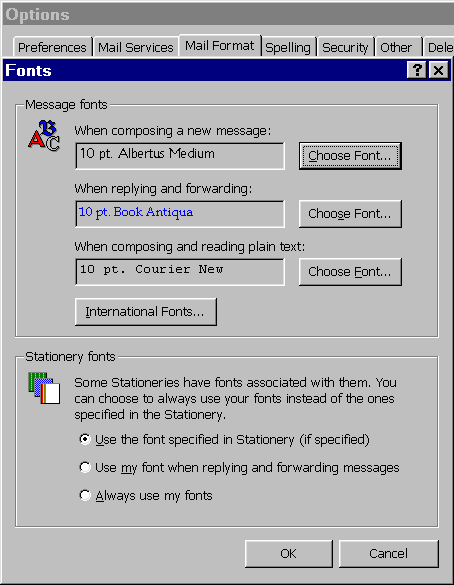 Options
Preferences Mail Services Mail Format Spelling Security Other Dele
Fonts
Message fonts
When composing a new message:
10 pt. Albertus Medium Choose Font...
When replying and forwarding:
10 pt. Book Antiqua Choose Font...
When composing and reading plain text:
10 pt. Courier New Choose Font...
International Fonts...
Stationery fonts
Some Stationeries have fonts associated with them. You
can choose to always use your fonts instead of the ones
specified in the Stationery.
Use the font specified in Stationery (if specified)
Use my font when replying and forwarding messages
Always use my fonts
OK Cancel